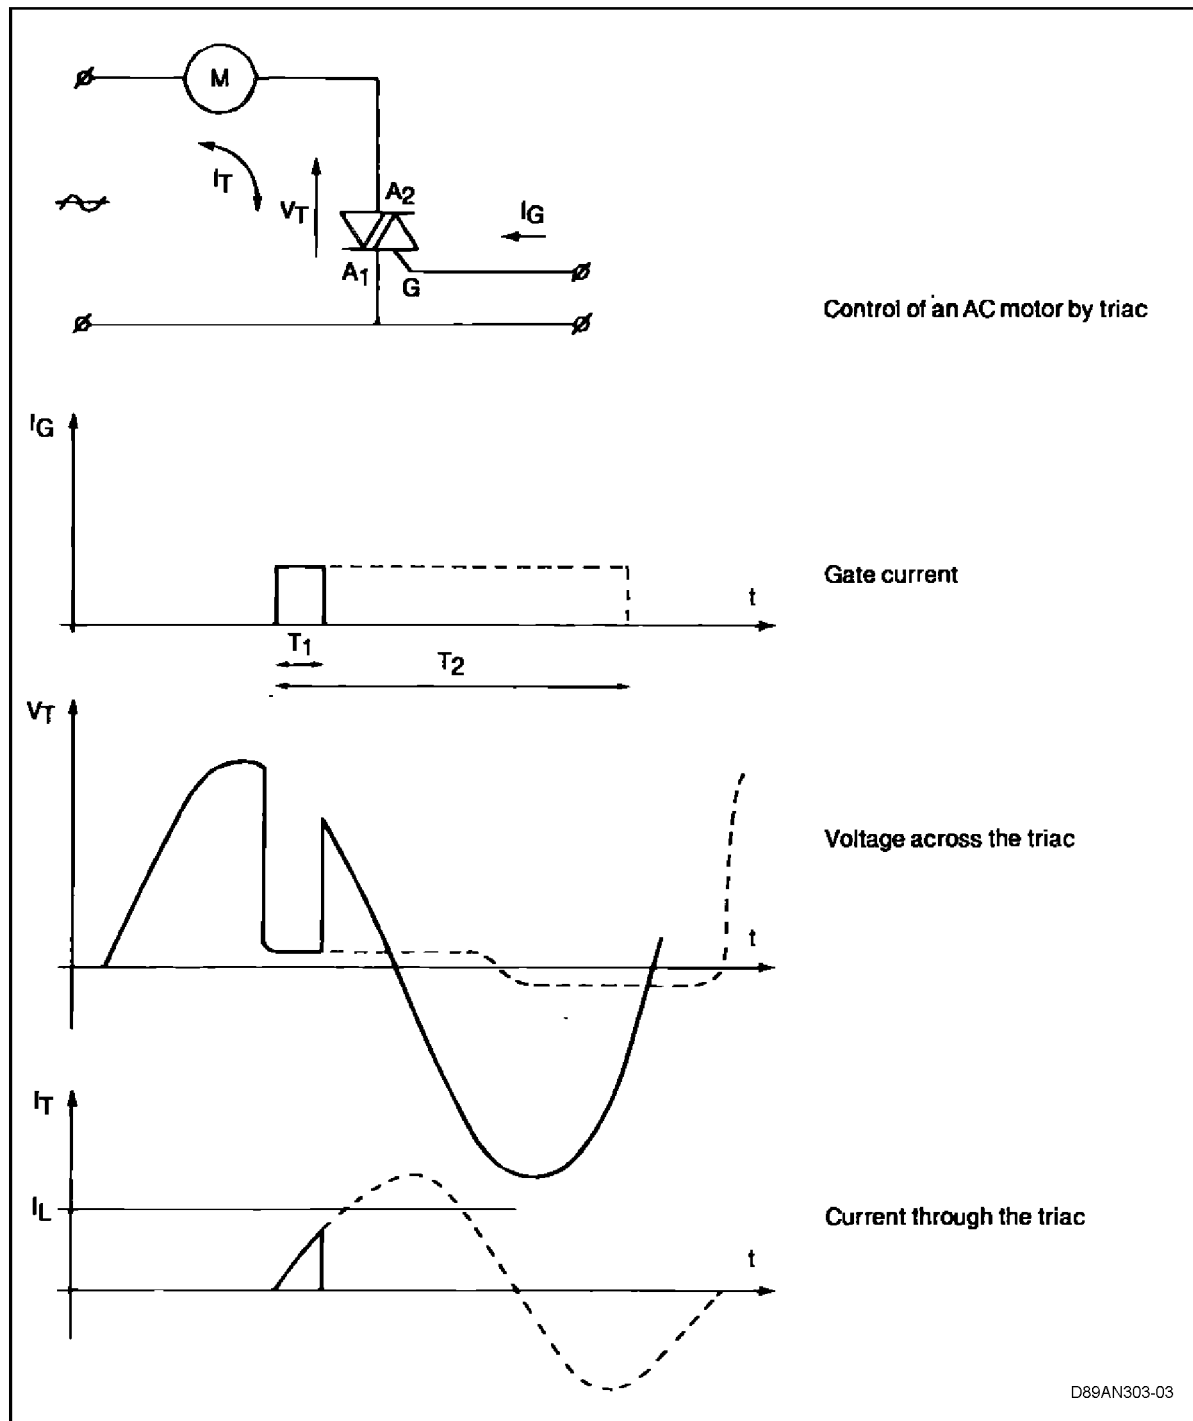 M
IT
VT
A2
IG
A1
G
Control of an AC motor by triac
IG
Gate current
t
T1
T2
VT
Voltage across the triac
t
IT
IL
Current through the triac
t
D89AN303-03